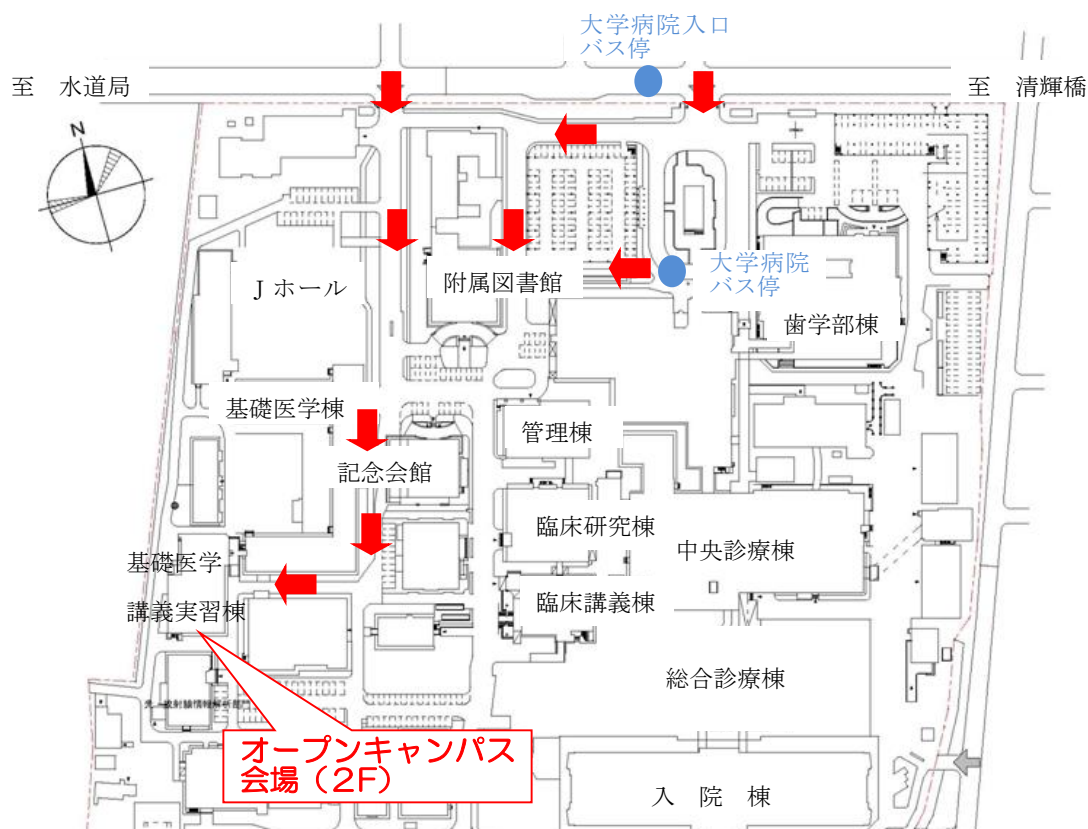 大学病院入口
バス停
至　水道局
至　清輝橋
N
大学病院
バス停
附属図書館
Jホール
歯学部棟
基礎医学棟
管理棟
記念会館
臨床研究棟
中央診療棟
基礎医学
講義実習棟
臨床講義棟
総合診療棟
オープンキャンパス
会場（2F）
入　院　棟